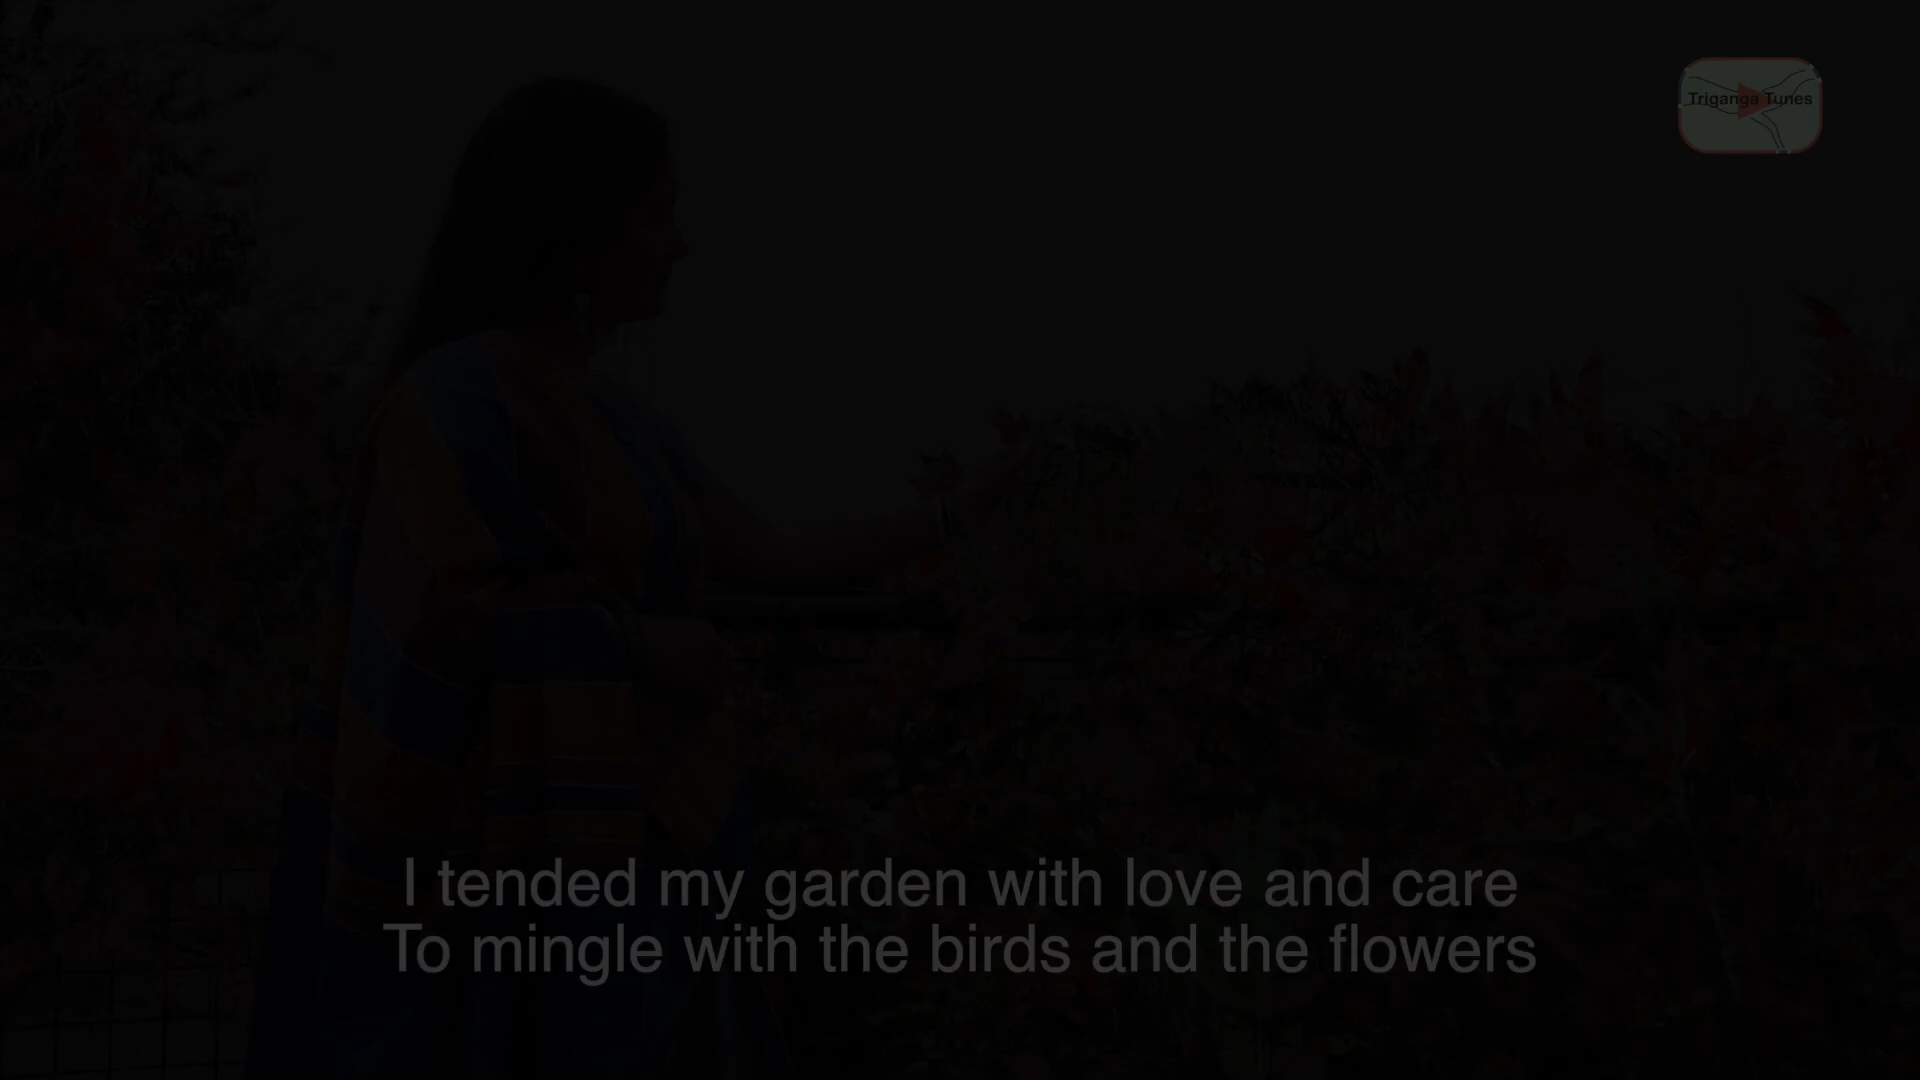 Triganga Tunes
I tended my garden with love and care
To mingle with the birds and the flowers